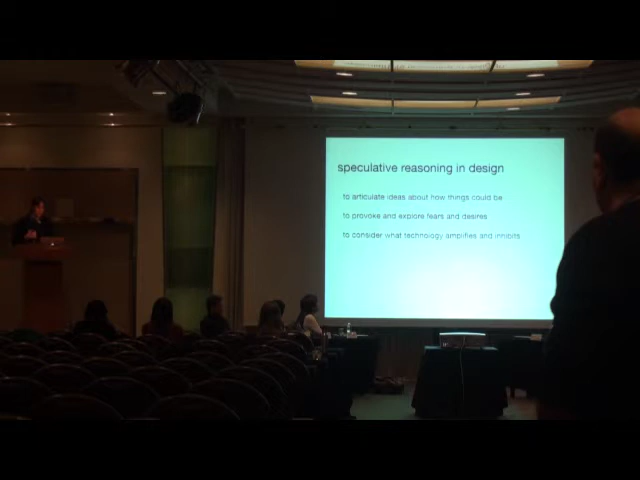 speculative reasoning in design
to articulate ideas about how things could be
to provoke and explore fears and desires
to consider what technology amplifies and inhibits